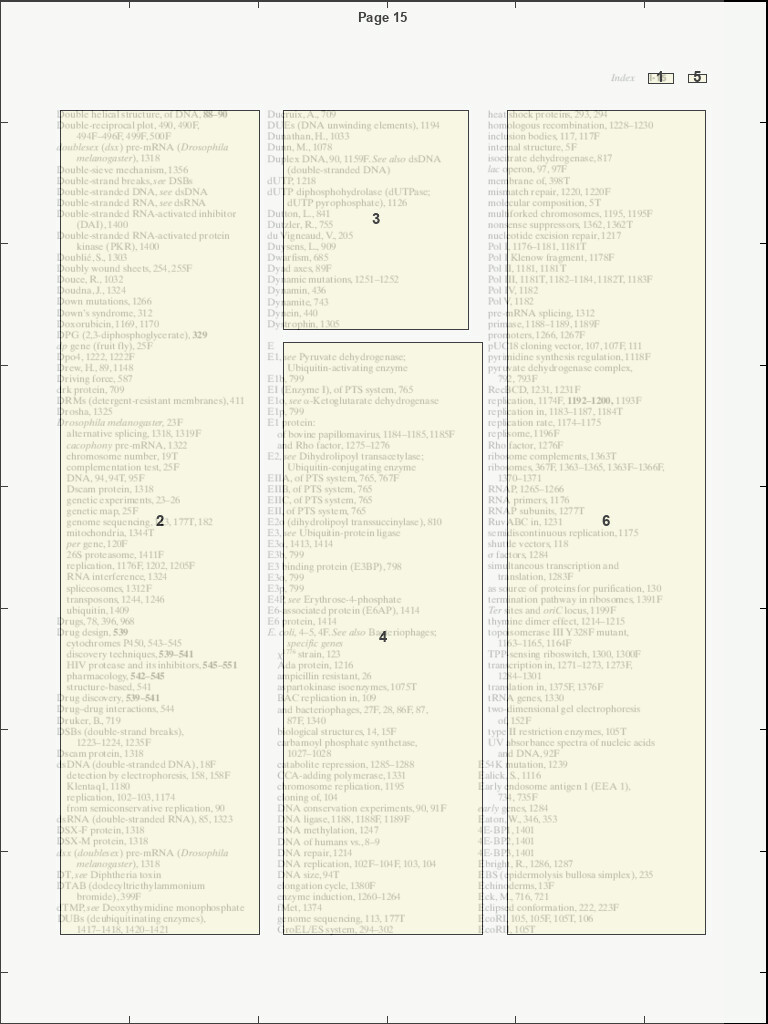 Page 15
Index 1 5
Double helical structure, of DNA, 88–90
Double-reciprocal plot, 490, 490F,
494F–496F, 499F, 500F
doublesex (dsx) pre-mRNA (Drosophila
melanogaster), 1318
Double-sieve mechanism, 1356
Double-strand breaks, see DSBs
Double-stranded DNA, see dsDNA
Double-stranded RNA, see dsRNA
Double-stranded RNA-activated inhibitor
(DAI), 1400
Double-stranded RNA-activated protein
kinase (PKR), 1400
Doublié, S., 1303
Doubly wound sheets, 254, 255F
Douce, R., 1032
Doudna, J., 1324
Down mutations, 1266
Down's syndrome, 312
Doxorubicin, 1169, 1170
DPG (2,3-diphosphoglycerate), 329
dp gene (fruit fly), 25F
Dpo4, 1222, 1222F
Drew, H., 89, 1148
Driving force, 587
drk protein, 709
DRMs (detergent-resistant membranes), 411
Drosha, 1325
Drosophila melanogaster, 23F
alternative splicing, 1318, 1319F
cacophony pre-mRNA, 1322
chromosome number, 19T
complementation test, 25F
DNA, 94, 94T, 95F
Dscam protein, 1318
genetic experiments, 23–26
genetic map, 25F
genome sequencing, 177T, 182
2
mitochondria, 1344T
per gene, 120F
26S proteasome, 1411F
replication, 1176F, 1202, 1205F
RNA interference, 1324
spliceosomes, 1312F
transposons, 1244, 1246
ubiquitin, 1409
Drugs, 78, 396, 968
Drug design, 539
cytochromes P450, 543–545
discovery techniques, 539–541
HIV protease and its inhibitors, 545–551
pharmacology, 542–545
structure-based, 541
Drug discovery, 539–541
Drug-drug interactions, 544
Druker, B., 719
DSBs (double-strand breaks),
1223–1224, 1235F
Dscam protein, 1318
dsDNA (double-stranded DNA), 18F
detection by electrophoresis, 158, 158F
Klentaq1, 1180
replication, 102–103, 1174
from semiconservative replication, 90
dsRNA (double-stranded RNA), 85, 1323
DSX-F protein, 1318
DSX-M protein, 1318
dsx (doublesex) pre-mRNA (Drosophila
melanogaster), 1318
DT, see Diphtheria toxin
DTAB (dodecyltriethylammonium
bromide), 399F
dTMP, see Deoxythymidine monophosphate
DUBs (deubiquitinating enzymes),
1417–1418, 1420–1421
Ducruix, A., 709
DUEs (DNA unwinding elements), 1194
Dunathan, H., 1033
Dunn, M., 1078
Duplex DNA, 90, 1159F. See also dsDNA
(double-stranded DNA)
dUTP, 1218
dUTP diphosphohydrolase (dUTPase;
dUTP pyrophosphate), 1126
Dutton, L., 841
3
Dutzler, R., 755
du Vigneaud, V., 205
Duysens, L., 909
Dwarfism, 685
Dyad axes, 89F
Dynamic mutations, 1251–1252
Dynamin, 436
Dynamite, 743
Dynein, 440
Dystrophin, 1305
E
E1, see Pyruvate dehydrogenase;
Ubiquitin-activating enzyme
E1b, 799
EI (Enzyme I), of PTS system, 765
E1o, see α-Ketoglutarate dehydrogenase
E1p, 799
E1 protein:
of bovine papillomavirus, 1184–1185, 1185F
and Rho factor, 1275–1276
E2, see Dihydrolipoyl transacetylase;
Ubiquitin-conjugating enzyme
EIIA, of PTS system, 765, 767F
EIIB, of PTS system, 765
EIIC, of PTS system, 765
EII, of PTS system, 765
E2o (dihydrolipoyl transsuccinylase), 810
E3, see Ubiquitin-protein ligase
E3α, 1413, 1414
E3b, 799
E3 binding protein (E3BP), 798
E3o, 799
E3p, 799
E4P, see Erythrose-4-phosphate
E6-associated protein (E6AP), 1414
E6 protein, 1414
E. coli, 4–5, 4F. See also Bacteriophages;
4
specific genes
strain, 123
Ada protein, 1216
ampicillin resistant, 26
aspartokinase isoenzymes, 1075T
BAC replication in, 109
and bacteriophages, 27F, 28, 86F, 87,
87F, 1340
biological structures, 14, 15F
carbamoyl phosphate synthetase,
1027–1028
catabolite repression, 1285–1288
CCA-adding polymerase, 1331
chromosome replication, 1195
cloning of, 104
DNA conservation experiments, 90, 91F
DNA ligase, 1188, 1188F, 1189F
DNA methylation, 1247
DNA of humans vs., 8–9
DNA repair, 1214
DNA replication, 102F–104F, 103, 104
DNA size, 94T
elongation cycle, 1380F
enzyme induction, 1260–1264
fMet, 1374
genome sequencing, 113, 177T
GroEL/ES system, 294–302
heat shock proteins, 293, 294
homologous recombination, 1228–1230
inclusion bodies, 117, 117F
internal structure, 5F
isocitrate dehydrogenase, 817
lac operon, 97, 97F
membrane of, 398T
mismatch repair, 1220, 1220F
molecular composition, 5T
multiforked chromosomes, 1195, 1195F
nonsense suppressors, 1362, 1362T
nucleotide excision repair, 1217
Pol I, 1176–1181, 1181T
Pol I Klenow fragment, 1178F
Pol II, 1181, 1181T
Pol III, 1181T, 1182–1184, 1182T, 1183F
Pol IV, 1182
Pol V, 1182
pre-mRNA splicing, 1312
primase, 1188–1189, 1189F
promoters, 1266, 1267F
pUC18 cloning vector, 107, 107F, 111
pyrimidine synthesis regulation, 1118F
pyruvate dehydrogenase complex,
792, 793F
RecBCD, 1231, 1231F
replication, 1174F, 1192–1200, 1193F
replication in, 1183–1187, 1184T
replication rate, 1174–1175
replisome, 1196F
Rho factor, 1276F
ribosome complements, 1363T
ribosomes, 367F, 1363–1365, 1363F–1366F,
1370–1371
RNAP, 1265–1266
RNA primers, 1176
RNAP subunits, 1277T
RuvABC in, 1231
6
semidiscontinuous replication, 1175
shuttle vectors, 118
σ factors, 1284
simultaneous transcription and
translation, 1283F
as source of proteins for purification, 130
termination pathway in ribosomes, 1391F
Ter sites and oriC locus, 1199F
thymine dimer effect, 1214–1215
topoisomerase III Y328F mutant,
1163–1165, 1164F
TPP-sensing riboswitch, 1300, 1300F
transcription in, 1271–1273, 1273F,
1284–1301
translation in, 1375F, 1376F
tRNA genes, 1330
two-dimensional gel electrophoresis
of, 152F
type II restriction enzymes, 105T
UV absorbance spectra of nucleic acids
and DNA, 92F
E54K mutation, 1239
Ealick, S., 1116
Early endosome antigen 1 (EEA 1),
734, 735F
early genes, 1284
Eaton, W., 346, 353
4E-BP1, 1401
4E-BP2, 1401
4E-BP3, 1401
Ebright, R., 1286, 1287
EBS (epidermolysis bullosa simplex), 235
Echinoderms, 13F
Eck, M., 716, 721
Eclipsed conformation, 222, 223F
EcoRI, 105, 105F, 105T, 106
EcoRI, 105T